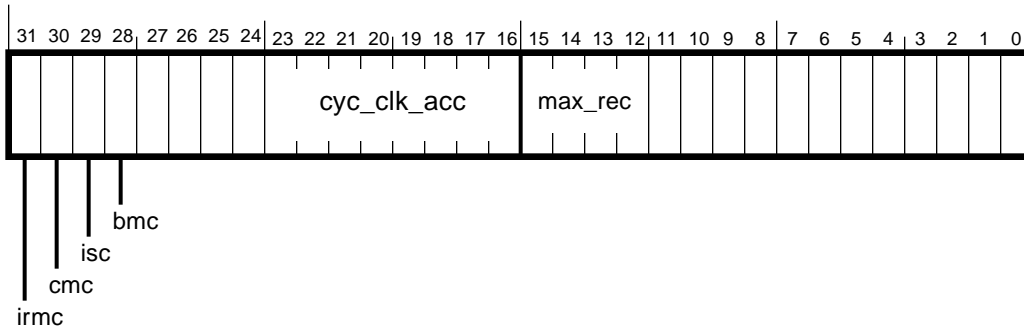 31 30 29 28 27 26 25 24 23 22 21 20 19 18 17 16 15 14 13 12 11 10 9 8 7 6 5 4 3 2 1 0
cyc_clk_acc max_rec
bmc
isc
cmc
irmc